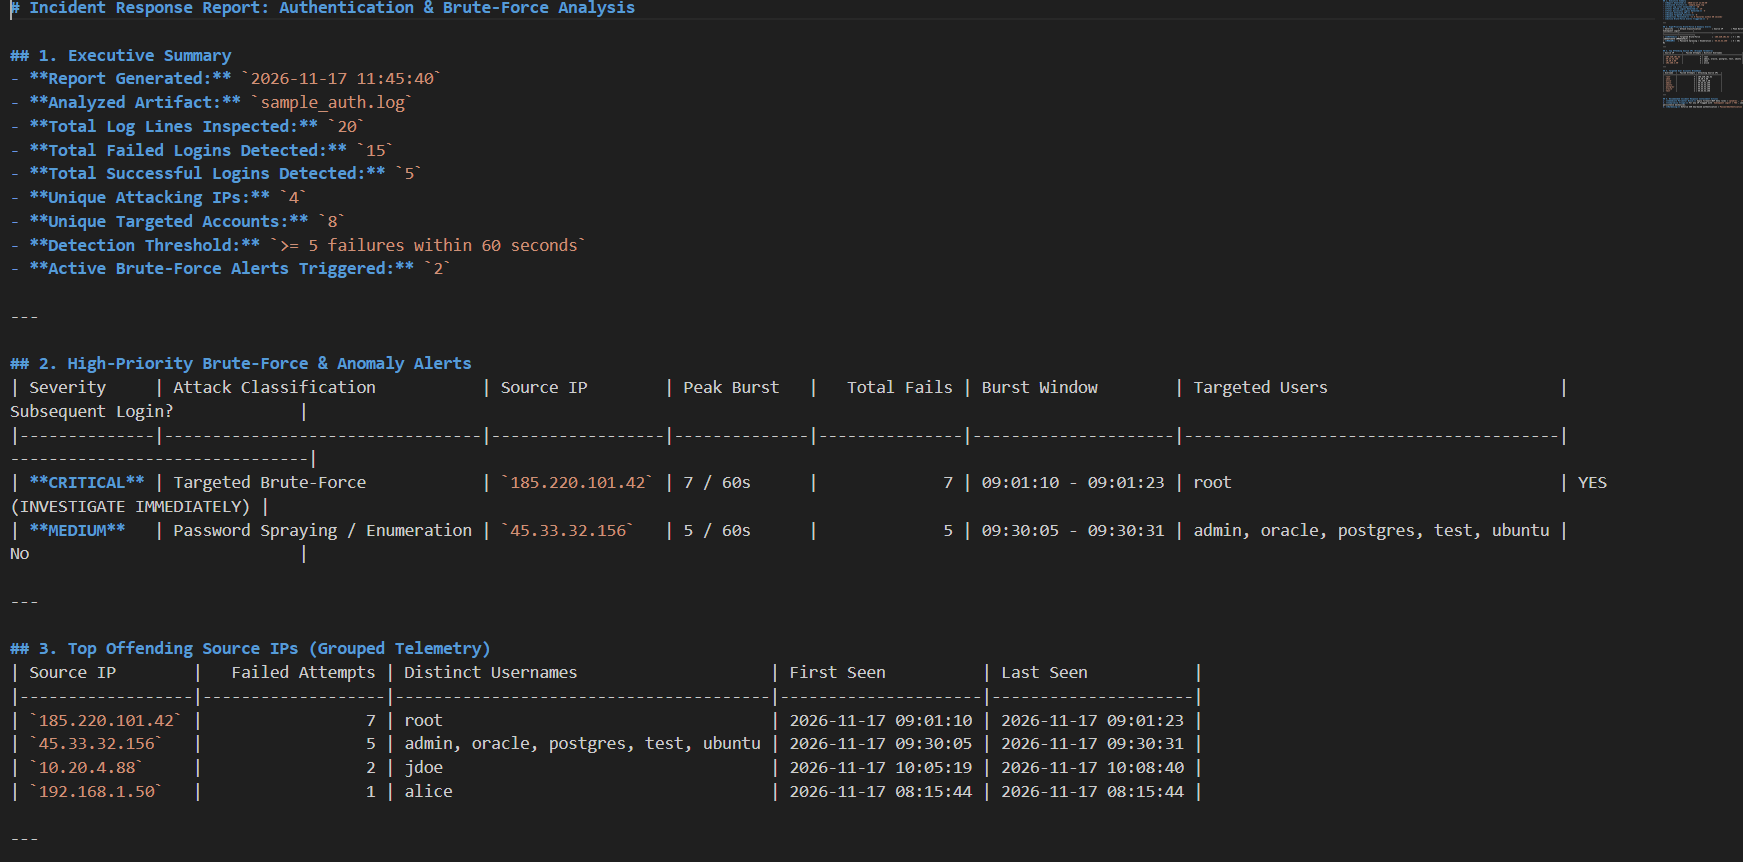 # Incident Response Report: Authentication & Brute-Force Analysis
## 1. Executive Summary
- **Report Generated:** `2026-11-17 11:45:40`
- **Analyzed Artifact:** `sample_auth.log`
- **Total Log Lines Inspected:** `20`
- **Total Failed Logins Detected:** `15`
- **Total Successful Logins Detected:** `5`
- **Unique Attacking IPs:** `4`
- **Unique Targeted Accounts:** `8`
- **Detection Threshold:** `>= 5 failures within 60 seconds`
- **Active Brute-Force Alerts Triggered:** `2`
---
## 2. High-Priority Brute-Force & Anomaly Alerts
| Severity     | Attack Classification           | Source IP        | Peak Burst   |   Total Fails | Burst Window        | Targeted Users                        |
Subsequent Login?             |
|--------------|---------------------------------|------------------|--------------|---------------|---------------------|---------------------------------------|
-------------------------------|
| **CRITICAL** | Targeted Brute-Force            | `185.220.101.42` | 7 / 60s      |             7 | 09:01:10 - 09:01:23 | root                                  | YES
(INVESTIGATE IMMEDIATELY) |
| **MEDIUM**   | Password Spraying / Enumeration | `45.33.32.156`   | 5 / 60s      |             5 | 09:30:05 - 09:30:31 | admin, oracle, postgres, test, ubuntu |
No                            |
---
## 3. Top Offending Source IPs (Grouped Telemetry)
| Source IP        |   Failed Attempts | Distinct Usernames                    | First Seen          | Last Seen           |
|------------------|-------------------|---------------------------------------|---------------------|---------------------|
| `185.220.101.42` |                 7 | root                                  | 2026-11-17 09:01:10 | 2026-11-17 09:01:23 |
| `45.33.32.156`   |                 5 | admin, oracle, postgres, test, ubuntu | 2026-11-17 09:30:05 | 2026-11-17 09:30:31 |
| `10.20.4.88`     |                 2 | jdoe                                  | 2026-11-17 10:05:19 | 2026-11-17 10:08:40 |
| `192.168.1.50`   |                 1 | alice                                 | 2026-11-17 08:15:44 | 2026-11-17 08:15:44 |
---